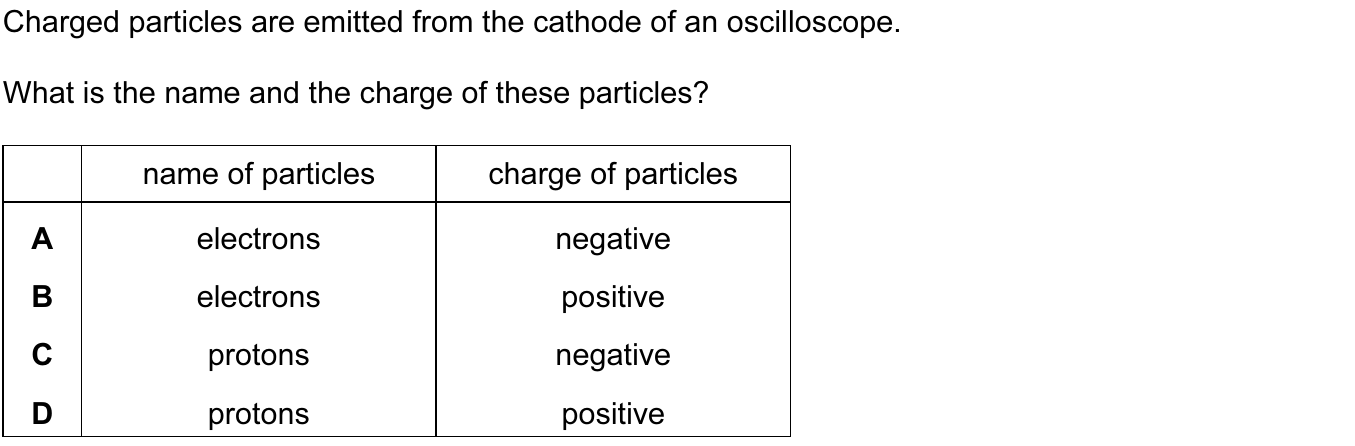 Charged particles are emitted from the cathode of an oscilloscope.
What is the name and the charge of these particles?
name of particles charge of particles
A electrons negative
B electrons positive
C protons negative
D protons positive